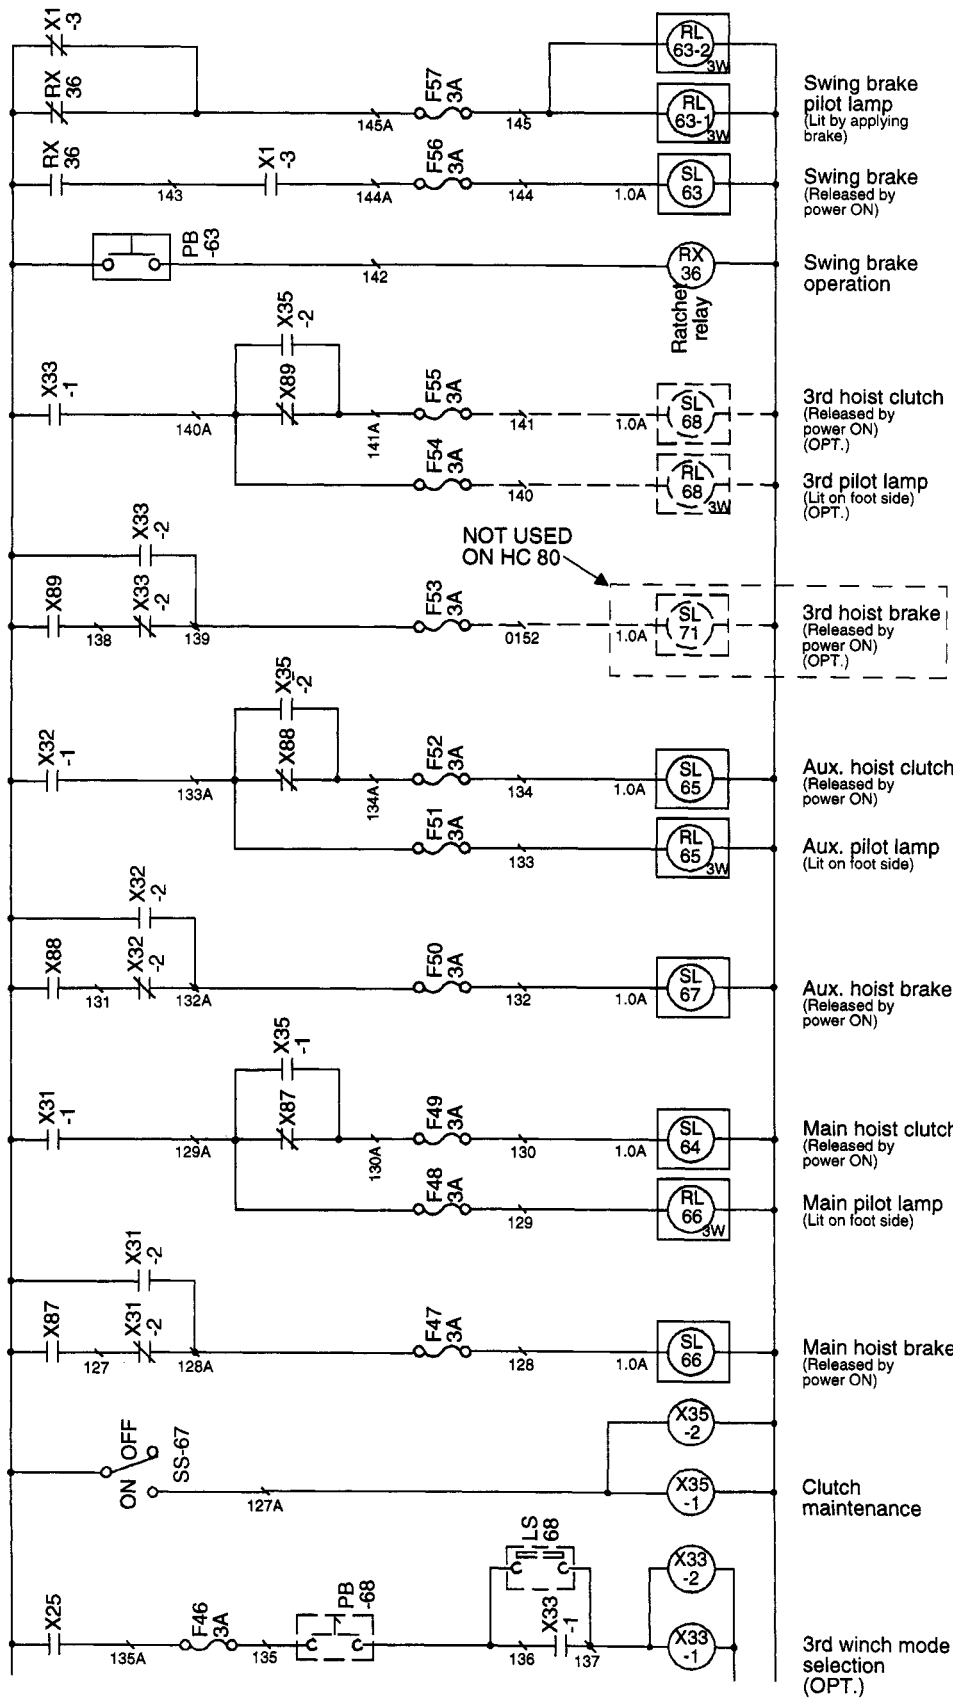 X1
-3
RL
63-2
3W
RX
36
F57
3A
145A
145
RL
63-1
3W
Swing brake
pilot lamp
(Lit by applying
brake)
RX
36
143
X1
-3
144A
F56
3A
144
1.0A
SL
63
Swing brake
(Released by
power ON)
PB
-63
142
RX
36
Ratchet
relay
Swing brake
operation
X35
-2
X33
-1
140A
X89
141A
F55
3A
141
1.0A
SL
68
3rd hoist clutch
(Released by
power ON)
(OPT.)
F54
3A
140
RL
68
3W
3rd pilot lamp
(Lit on foot side)
(OPT.)
NOT USED
ON HC 80
X33
-2
X89
138
X33
-2
139
F53
3A
0152
1.0A
SL
71
3rd hoist brake
(Released by
power ON)
(OPT.)
X35
-2
X32
-1
133A
X88
134A
F52
3A
134
1.0A
SL
65
Aux. hoist clutch
(Released by
power ON)
F51
3A
133
RL
65
3W
Aux. pilot lamp
(Lit on foot side)
X32
-2
X88
131
X32
-2
132A
F50
3A
132
1.0A
SL
67
Aux. hoist brake
(Released by
power ON)
X35
-1
X31
-1
129A
X87
130A
F49
3A
130
1.0A
SL
64
Main hoist clutch
(Released by
power ON)
F48
3A
129
RL
66
3W
Main pilot lamp
(Lit on foot side)
X31
-2
X87
127
X31
-2
128A
F47
3A
128
1.0A
SL
66
Main hoist brake
(Released by
power ON)
X35
-2
OFF
ON
SS-67
127A
X35
-1
Clutch
maintenance
LS
68
X33
-2
X25
135A
F46
3A
135
PB
-68
136
X33
-1
137
X33
-1
3rd winch mode
selection
(OPT.)